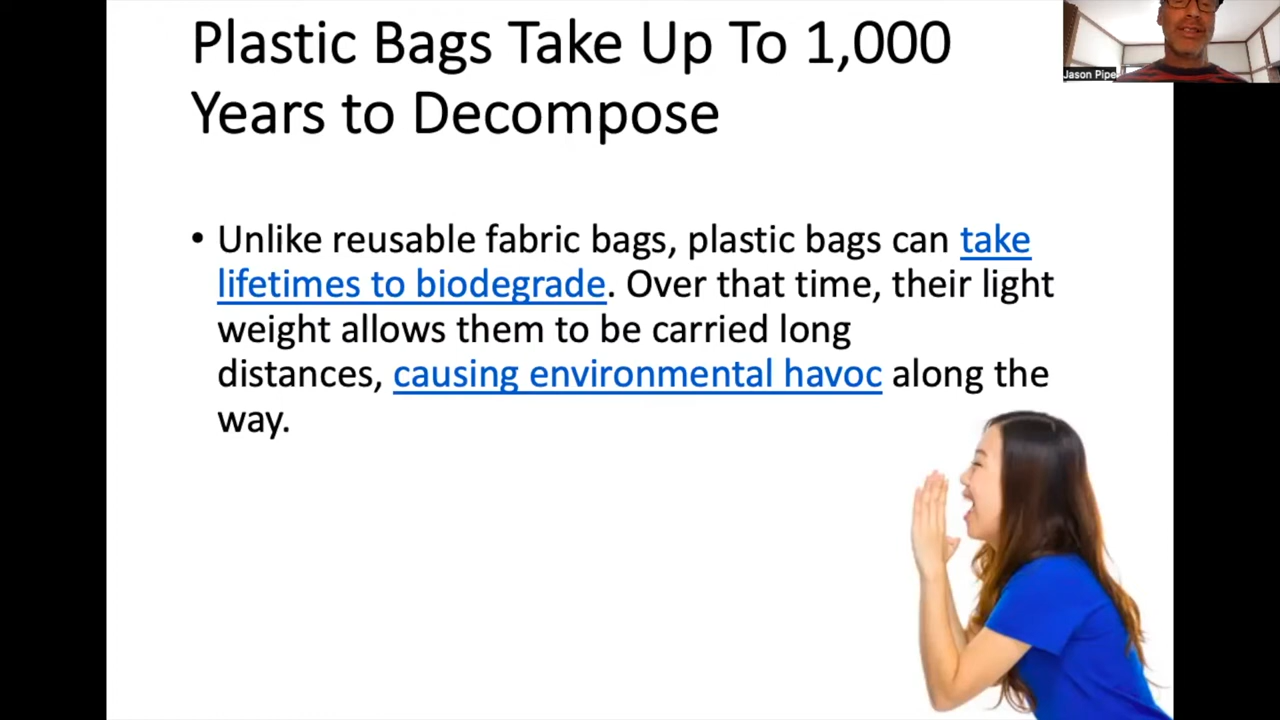 Plastic Bags Take Up To 1,000
Years to Decompose
Jason Pipe
• Unlike reusable fabric bags, plastic bags can take
lifetimes to biodegrade. Over that time, their light
weight allows them to be carried long
distances, causing environmental havoc along the
way.